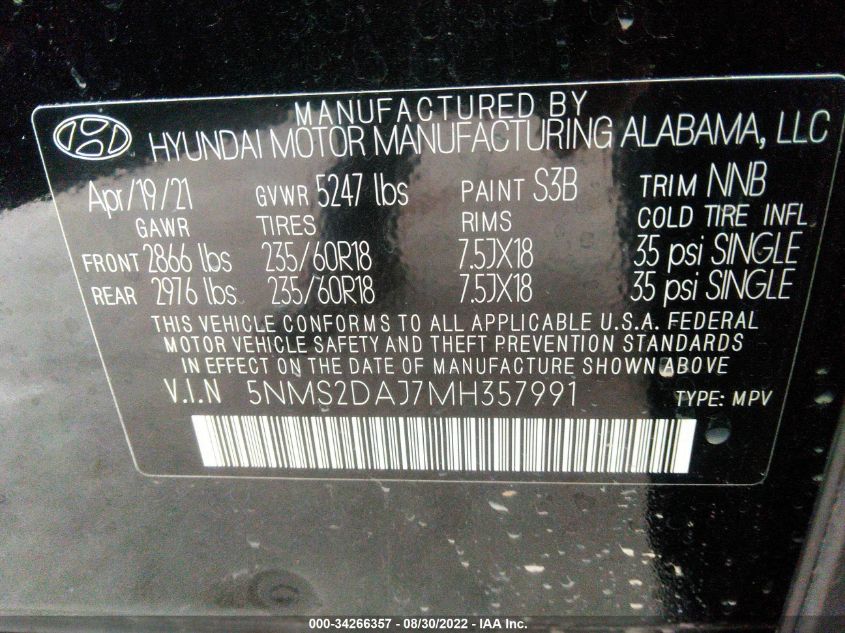 MANUFACTURED BY
HYUNDAI MOTOR MANUFACTURING ALABAMA, LLC
Apr/19/21 GVWR 5247 lbs PAINT S3B TRIM NNB
GAWR TIRES RIMS COLD TIRE INFL
FRONT 2866 lbs 235/60R18 7.5JX18 35 psi SINGLE
REAR 2976 lbs 235/60R18 7.5JX18 35 psi SINGLE
THIS VEHICLE CONFORMS TO ALL APPLICABLE U.S.A. FEDERAL
MOTOR VEHICLE SAFETY AND THEFT PREVENTION STANDARDS
IN EFFECT ON THE DATE OF MANUFACTURE SHOWN ABOVE
V.I.N 5NMS2DAJ7MH357991 TYPE: MPV
000-34266357 - 08/30/2022 - IAA Inc.